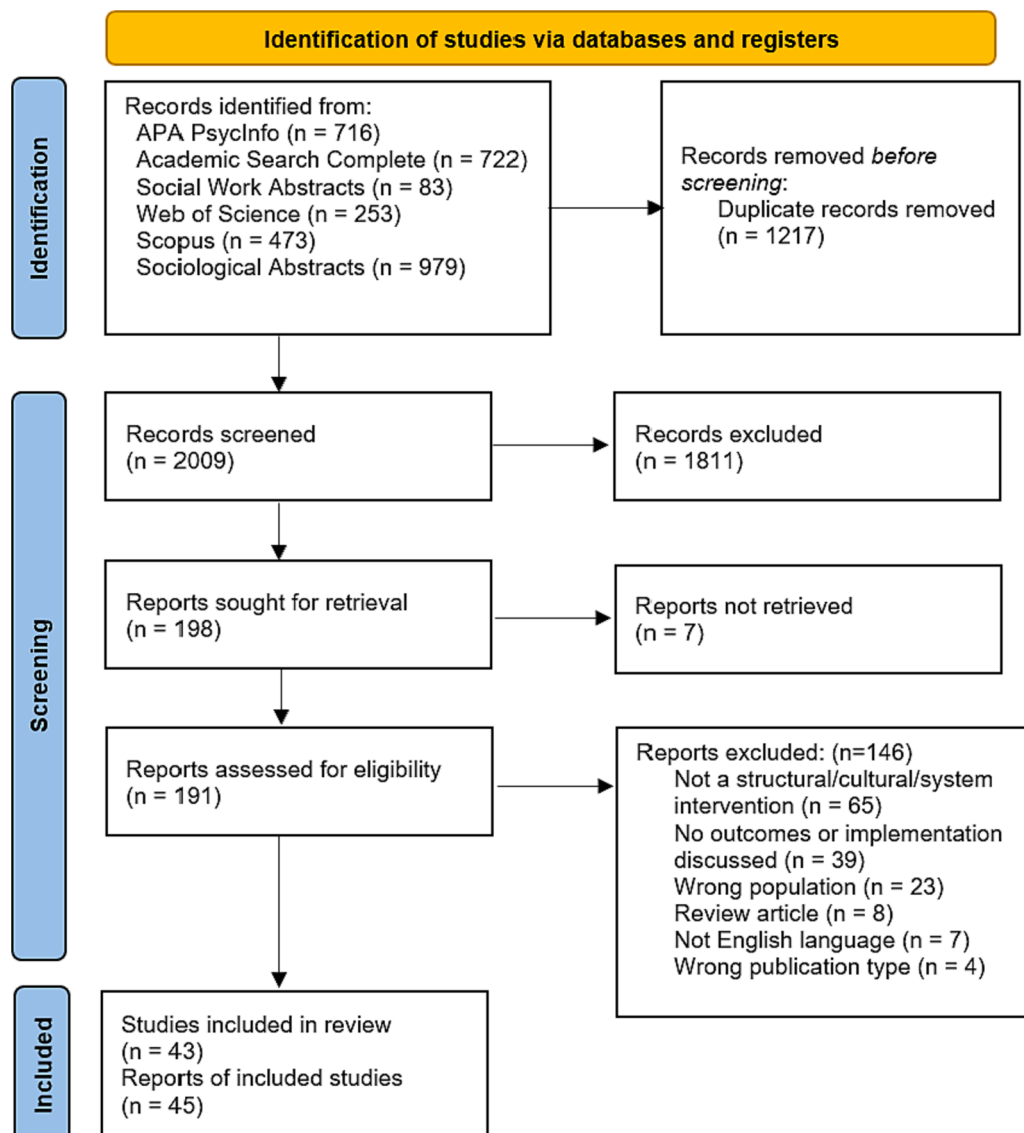 Identification of studies via databases and registers
Identification
Records identified from:
APA PsycInfo (n = 716)
Academic Search Complete (n = 722)
Social Work Abstracts (n = 83)
Web of Science (n = 253)
Scopus (n = 473)
Sociological Abstracts (n = 979)
Records removed before
screening:
Duplicate records removed
(n = 1217)
Screening
Records screened
(n = 2009)
Records excluded
(n = 1811)
Reports sought for retrieval
(n = 198)
Reports not retrieved
(n = 7)
Reports assessed for eligibility
(n = 191)
Reports excluded: (n=146)
Not a structural/cultural/system
intervention (n = 65)
No outcomes or implementation
discussed (n = 39)
Wrong population (n = 23)
Review article (n = 8)
Not English language (n = 7)
Wrong publication type (n = 4)
Included
Studies included in review
(n = 43)
Reports of included studies
(n = 45)